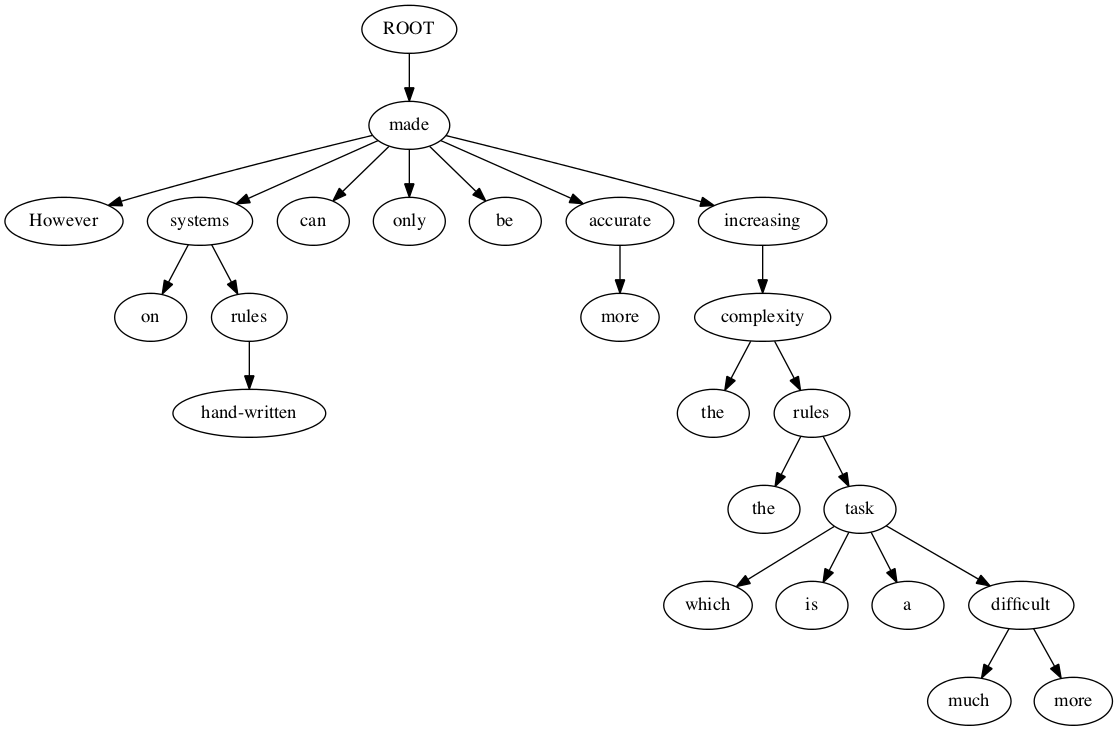 ROOT
made
However systems can only be accurate increasing
on rules more complexity
hand-written the rules
the task
which is a difficult
much more